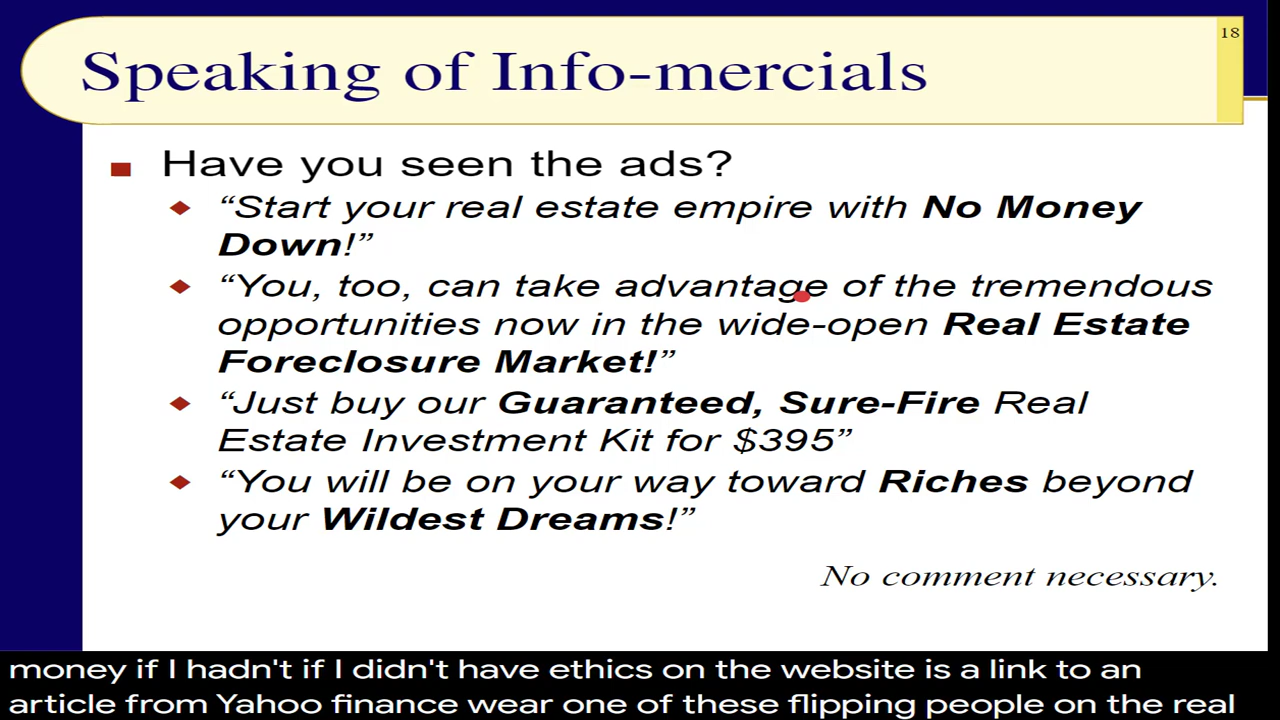 18
Speaking of Info-mercials
Have you seen the ads?
“Start your real estate empire with No Money
Down!”
“You, too, can take advantage of the tremendous
opportunities now in the wide-open Real Estate
Foreclosure Market!”
“Just buy our Guaranteed, Sure-Fire Real
Estate Investment Kit for $395”
“You will be on your way toward Riches beyond
your Wildest Dreams!”
No comment necessary.
money if I hadn't if I didn't have ethics on the website is a link to an
article from Yahoo finance wear one of these flipping people on the real